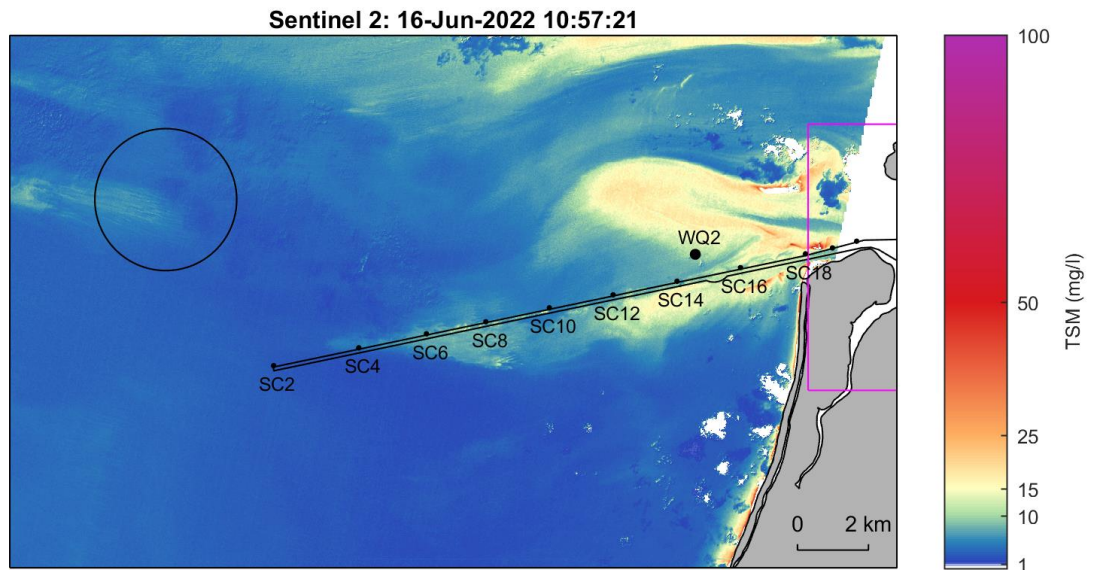 Sentinel 2: 16-Jun-2022 10:57:21
100
WQ2
SC18
SC16
SC14
50
SC12
SC10
SC8
SC6
SC4
SC2
TSM (mg/l)
25
15
10
0 2 km
1